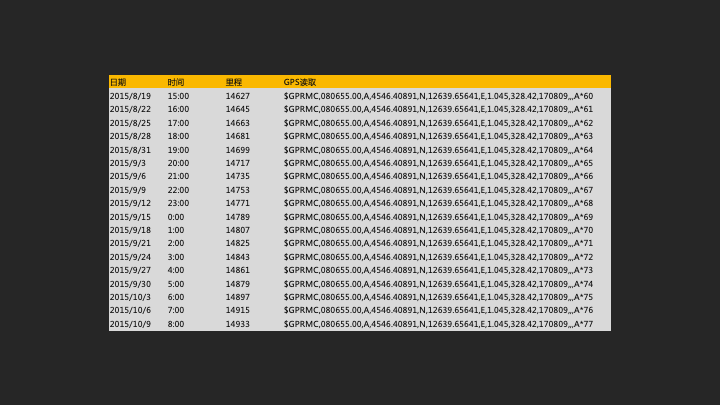 日期 时间 里程 GPS读取
2015/8/19 15:00 14627 $GPRMC,080655.00,A,4546.40891,N,12639.65641,E,1.045,328.42,170809,,,A*60
2015/8/22 16:00 14645 $GPRMC,080655.00,A,4546.40891,N,12639.65641,E,1.045,328.42,170809,,,A*61
2015/8/25 17:00 14663 $GPRMC,080655.00,A,4546.40891,N,12639.65641,E,1.045,328.42,170809,,,A*62
2015/8/28 18:00 14681 $GPRMC,080655.00,A,4546.40891,N,12639.65641,E,1.045,328.42,170809,,,A*63
2015/8/31 19:00 14699 $GPRMC,080655.00,A,4546.40891,N,12639.65641,E,1.045,328.42,170809,,,A*64
2015/9/3 20:00 14717 $GPRMC,080655.00,A,4546.40891,N,12639.65641,E,1.045,328.42,170809,,,A*65
2015/9/6 21:00 14735 $GPRMC,080655.00,A,4546.40891,N,12639.65641,E,1.045,328.42,170809,,,A*66
2015/9/9 22:00 14753 $GPRMC,080655.00,A,4546.40891,N,12639.65641,E,1.045,328.42,170809,,,A*67
2015/9/12 23:00 14771 $GPRMC,080655.00,A,4546.40891,N,12639.65641,E,1.045,328.42,170809,,,A*68
2015/9/15 0:00 14789 $GPRMC,080655.00,A,4546.40891,N,12639.65641,E,1.045,328.42,170809,,,A*69
2015/9/18 1:00 14807 $GPRMC,080655.00,A,4546.40891,N,12639.65641,E,1.045,328.42,170809,,,A*70
2015/9/21 2:00 14825 $GPRMC,080655.00,A,4546.40891,N,12639.65641,E,1.045,328.42,170809,,,A*71
2015/9/24 3:00 14843 $GPRMC,080655.00,A,4546.40891,N,12639.65641,E,1.045,328.42,170809,,,A*72
2015/9/27 4:00 14861 $GPRMC,080655.00,A,4546.40891,N,12639.65641,E,1.045,328.42,170809,,,A*73
2015/9/30 5:00 14879 $GPRMC,080655.00,A,4546.40891,N,12639.65641,E,1.045,328.42,170809,,,A*74
2015/10/3 6:00 14897 $GPRMC,080655.00,A,4546.40891,N,12639.65641,E,1.045,328.42,170809,,,A*75
2015/10/6 7:00 14915 $GPRMC,080655.00,A,4546.40891,N,12639.65641,E,1.045,328.42,170809,,,A*76
2015/10/9 8:00 14933 $GPRMC,080655.00,A,4546.40891,N,12639.65641,E,1.045,328.42,170809,,,A*77